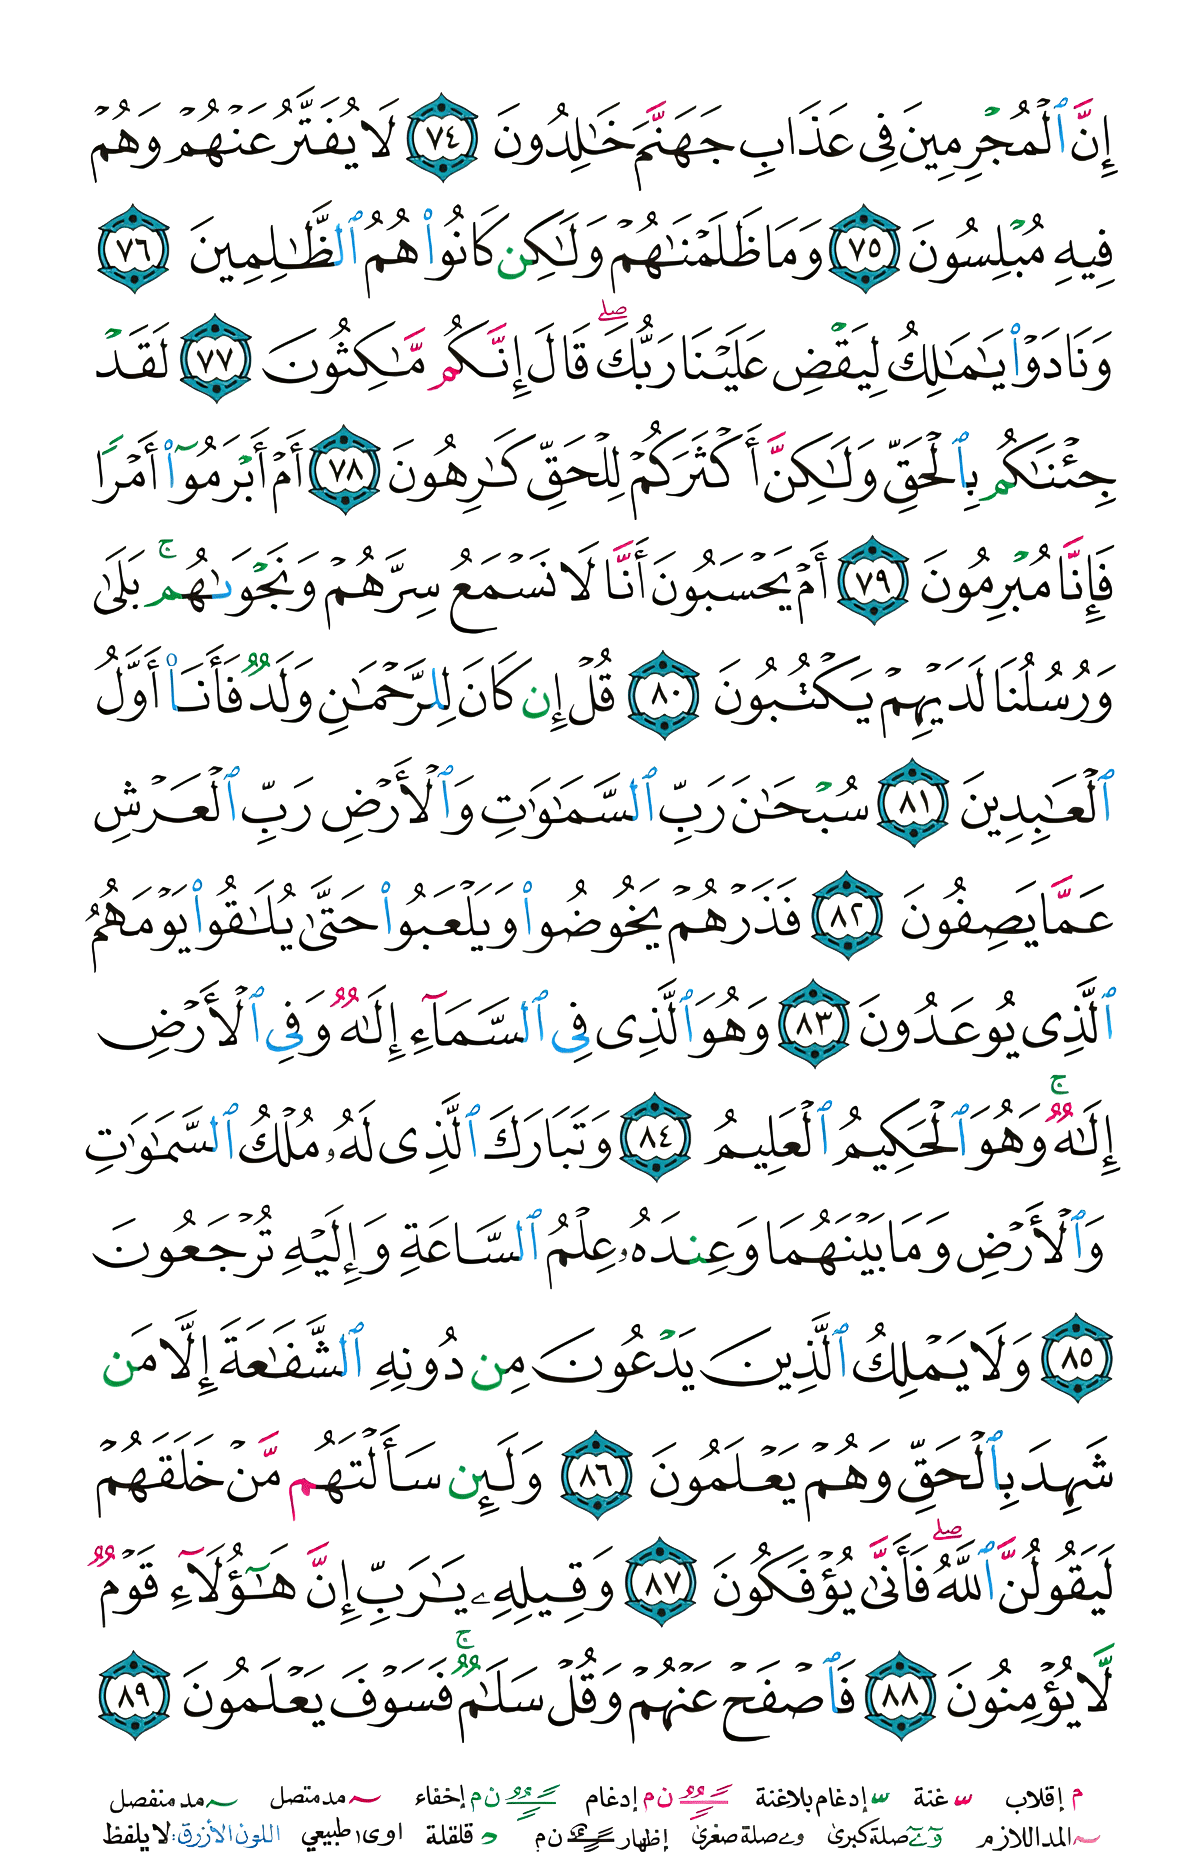 إِنَّ ٱلْمُجْرِمِينَ فِى عَذَابِ جَهَنَّمَ خَٰلِدُونَ ٧٤ لَا يُفَتَّرُ عَنْهُمْ وَهُمْ
فِيهِ مُبْلِسُونَ ٧٥ وَمَا ظَلَمْنَٰهُمْ وَلَٰكِن كَانُوا۟ هُمُ ٱلظَّٰلِمِينَ ٧٦
وَنَادَوْا۟ يَٰمَٰلِكُ لِيَقْضِ عَلَيْنَا رَبُّكَ ۖ قَالَ إِنَّكُم مَّٰكِثُونَ ٧٧ لَقَدْ
جِئْنَٰكُم بِٱلْحَقِّ وَلَٰكِنَّ أَكْثَرَكُمْ لِلْحَقِّ كَٰرِهُونَ ٧٨ أَمْ أَبْرَمُوٓا۟ أَمْرًا
فَإِنَّا مُبْرِمُونَ ٧٩ أَمْ يَحْسَبُونَ أَنَّا لَا نَسْمَعُ سِرَّهُمْ وَنَجْوَىٰهُم ۚ بَلَىٰ
وَرُسُلُنَا لَدَيْهِمْ يَكْتُبُونَ ٨٠ قُلْ إِن كَانَ لِلرَّحْمَٰنِ وَلَدٌ فَأَنَا۠ أَوَّلُ
ٱلْعَٰبِدِينَ ٨١ سُبْحَٰنَ رَبِّ ٱلسَّمَٰوَٰتِ وَٱلْأَرْضِ رَبِّ ٱلْعَرْشِ
عَمَّا يَصِفُونَ ٨٢ فَذَرْهُمْ يَخُوضُوا۟ وَيَلْعَبُوا۟ حَتَّىٰ يُلَٰقُوا۟ يَوْمَهُمُ
ٱلَّذِى يُوعَدُونَ ٨٣ وَهُوَ ٱلَّذِى فِى ٱلسَّمَآءِ إِلَٰهٌ وَفِى ٱلْأَرْضِ
إِلَٰهٌ ۚ وَهُوَ ٱلْحَكِيمُ ٱلْعَلِيمُ ٨٤ وَتَبَارَكَ ٱلَّذِى لَهُۥ مُلْكُ ٱلسَّمَٰوَٰتِ
وَٱلْأَرْضِ وَمَا بَيْنَهُمَا وَعِندَهُۥ عِلْمُ ٱلسَّاعَةِ وَإِلَيْهِ تُرْجَعُونَ
٨٥ وَلَا يَمْلِكُ ٱلَّذِينَ يَدْعُونَ مِن دُونِهِ ٱلشَّفَٰعَةَ إِلَّا مَن
شَهِدَ بِٱلْحَقِّ وَهُمْ يَعْلَمُونَ ٨٦ وَلَئِن سَأَلْتَهُم مَّنْ خَلَقَهُمْ
لَيَقُولُنَّ ٱللَّهُ ۖ فَأَنَّىٰ يُؤْفَكُونَ ٨٧ وَقِيلِهِۦ يَٰرَبِّ إِنَّ هَٰٓؤُلَآءِ قَوْمٌ
لَّا يُؤْمِنُونَ ٨٨ فَٱصْفَحْ عَنْهُمْ وَقُلْ سَلَٰمٌ ۚ فَسَوْفَ يَعْلَمُونَ ٨٩
م إقلاب غنة إدغام بلا غنة ن م إدغام ن م إخفاء مد متصل مد منفصل
المد اللازم صلة كبرى و ے صلة صغرى إظهار ن م قلقلة ا و ى طبيعي اللون الأزرق: لا يلفظ